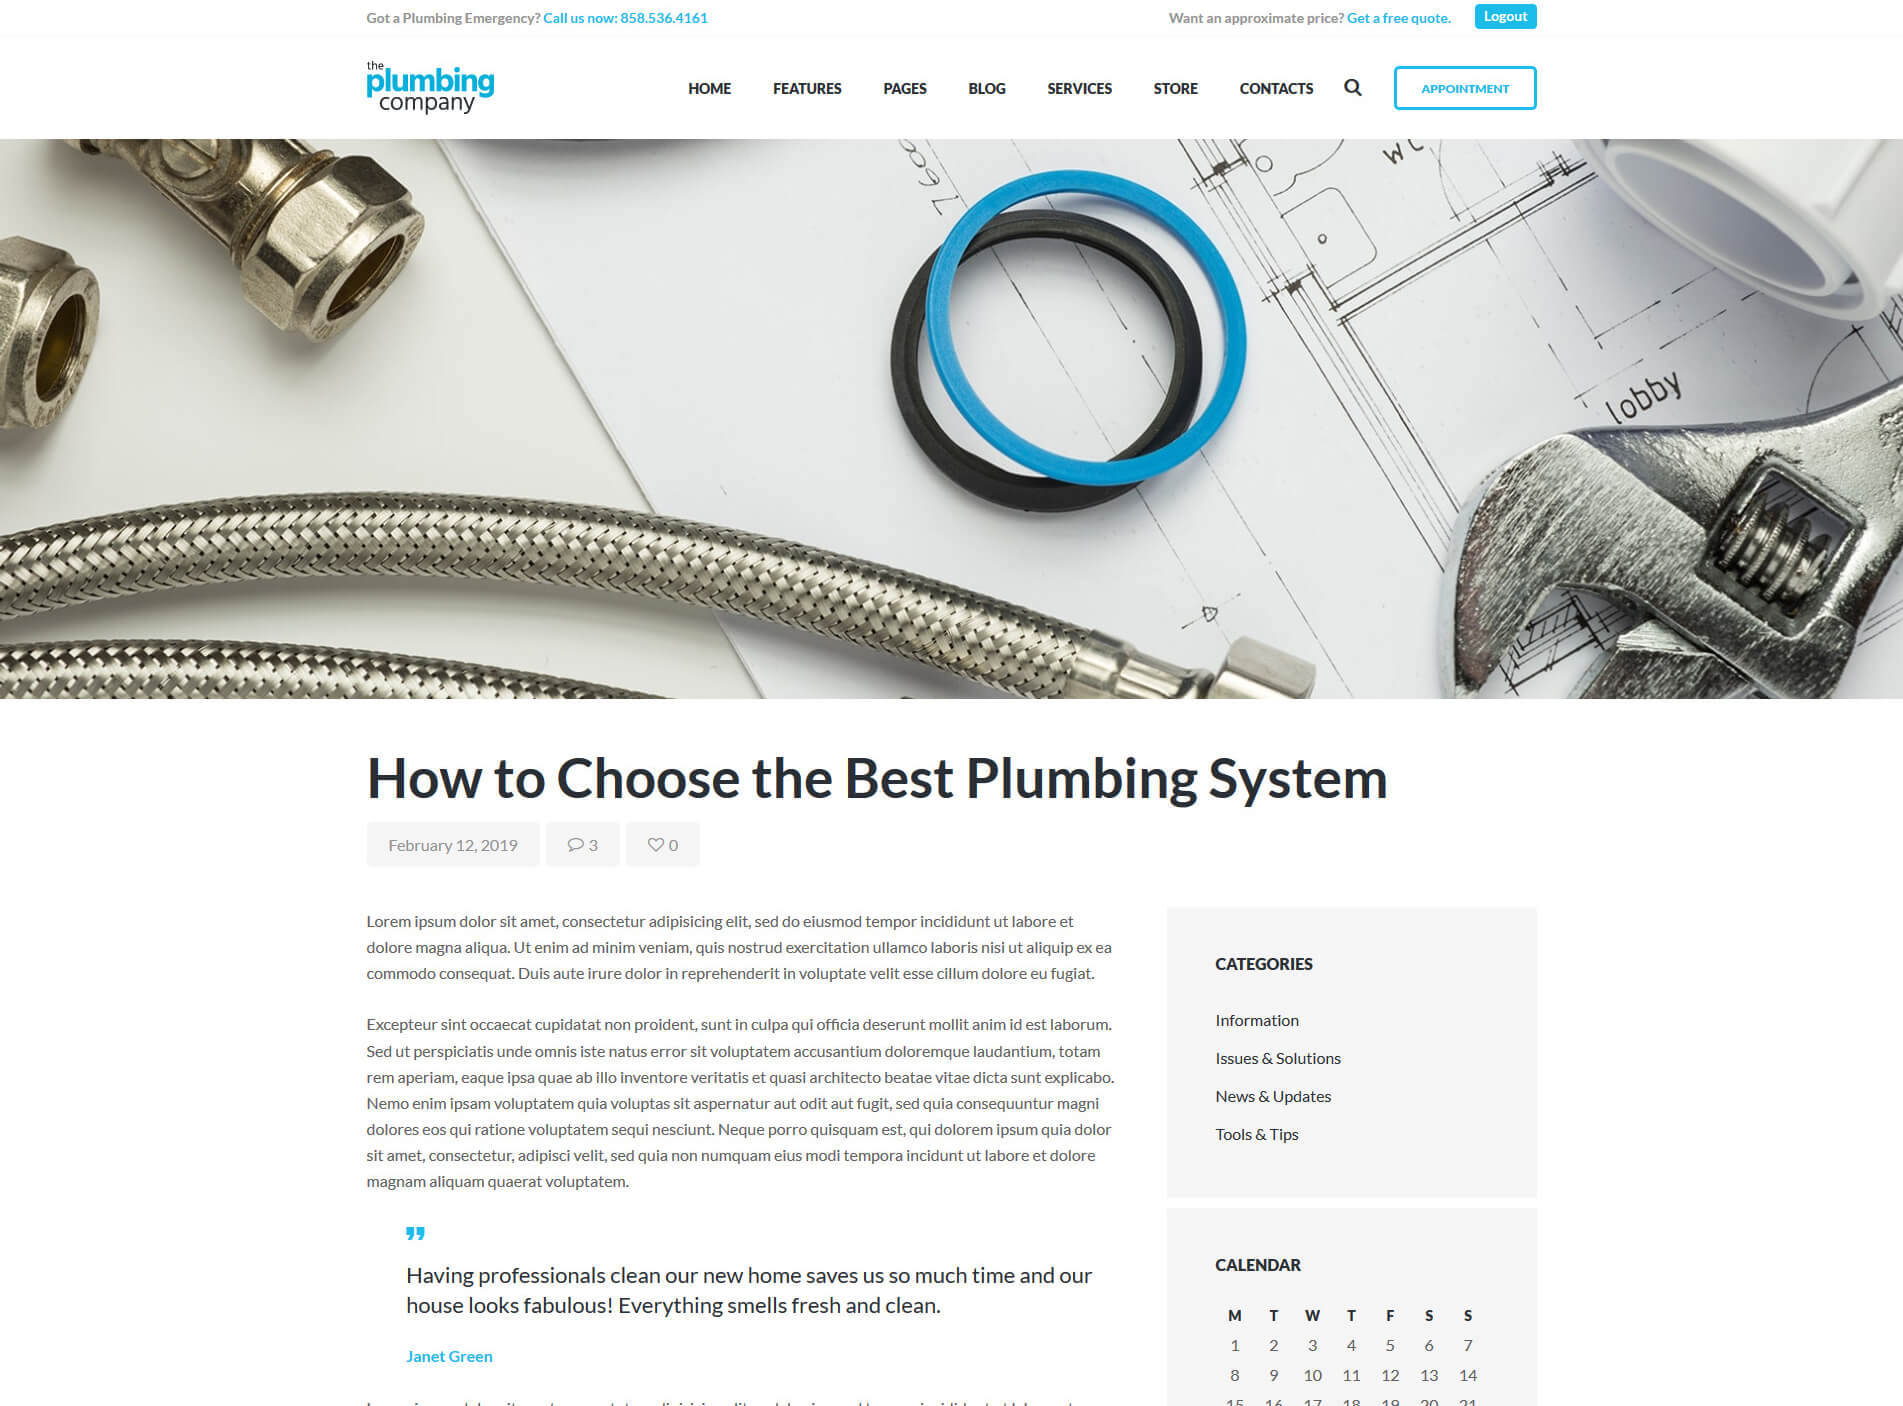 Got a Plumbing Emergency? Call us now: 858.536.4161
Want an approximate price? Get a free quote.
Logout
the
plumbing
company
HOME FEATURES PAGES BLOG SERVICES STORE CONTACTS
APPOINTMENT
7600
WC
lobby
How to Choose the Best Plumbing System
February 12, 2019
3
0
Lorem ipsum dolor sit amet, consectetur adipisicing elit, sed do eiusmod tempor incididunt ut labore et
dolore magna aliqua. Ut enim ad minim veniam, quis nostrud exercitation ullamco laboris nisi ut aliquip ex ea
commodo consequat. Duis aute irure dolor in reprehenderit in voluptate velit esse cillum dolore eu fugiat.
Excepteur sint occaecat cupidatat non proident, sunt in culpa qui officia deserunt mollit anim id est laborum.
Sed ut perspiciatis unde omnis iste natus error sit voluptatem accusantium doloremque laudantium, totam
rem aperiam, eaque ipsa quae ab illo inventore veritatis et quasi architecto beatae vitae dicta sunt explicabo.
Nemo enim ipsam voluptatem quia voluptas sit aspernatur aut odit aut fugit, sed quia consequuntur magni
dolores eos qui ratione voluptatem sequi nesciunt. Neque porro quisquam est, qui dolorem ipsum quia dolor
sit amet, consectetur, adipisci velit, sed quia non numquam eius modi tempora incidunt ut labore et dolore
magnam aliquam quaerat voluptatem.
Having professionals clean our new home saves us so much time and our
house looks fabulous! Everything smells fresh and clean.
Janet Green
CATEGORIES
Information
Issues & Solutions
News & Updates
Tools & Tips
CALENDAR
M T W T F S S
1 2 3 4 5 6 7
8 9 10 11 12 13 14
15 16 17 18 19 20 21